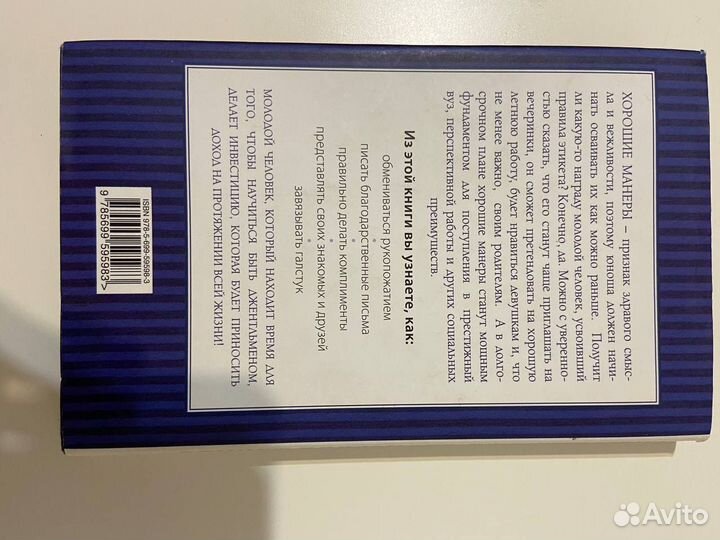 ХОРОШИЕ МАНЕРЫ – признак здравого смыс-
ла и вежливости, поэтому юноша должен начи-
нать осваивать их как можно раньше. Получит
ли какую-то награду молодой человек, усвоивший
правила этикета? Конечно, да. Можно с уверенно-
стью сказать, что его станут чаще приглашать на
вечеринки, он сможет претендовать на хорошую
летнюю работу, будет нравиться девушкам и, что
не менее важно, своим родителям. А в долго-
срочном плане хорошие манеры станут мощным
фундаментом для поступления в престижный
вуз, перспективной работы и других социальных
преимуществ.
Из этой книги вы узнаете, как:
обмениваться рукопожатием
писать благодарственные письма
правильно делать комплименты
представлять своих знакомых и друзей
завязывать галстук
МОЛОДОЙ ЧЕЛОВЕК, КОТОРЫЙ НАХОДИТ ВРЕМЯ ДЛЯ
ТОГО, ЧТОБЫ НАУЧИТЬСЯ БЫТЬ ДЖЕНТЛЬМЕНОМ,
ДЕЛАЕТ ИНВЕСТИЦИЮ, КОТОРАЯ БУДЕТ ПРИНОСИТЬ
ДОХОД НА ПРОТЯЖЕНИИ ВСЕЙ ЖИЗНИ!
ISBN 978-5-699-59598-3
9 785699 595983 >
Avito